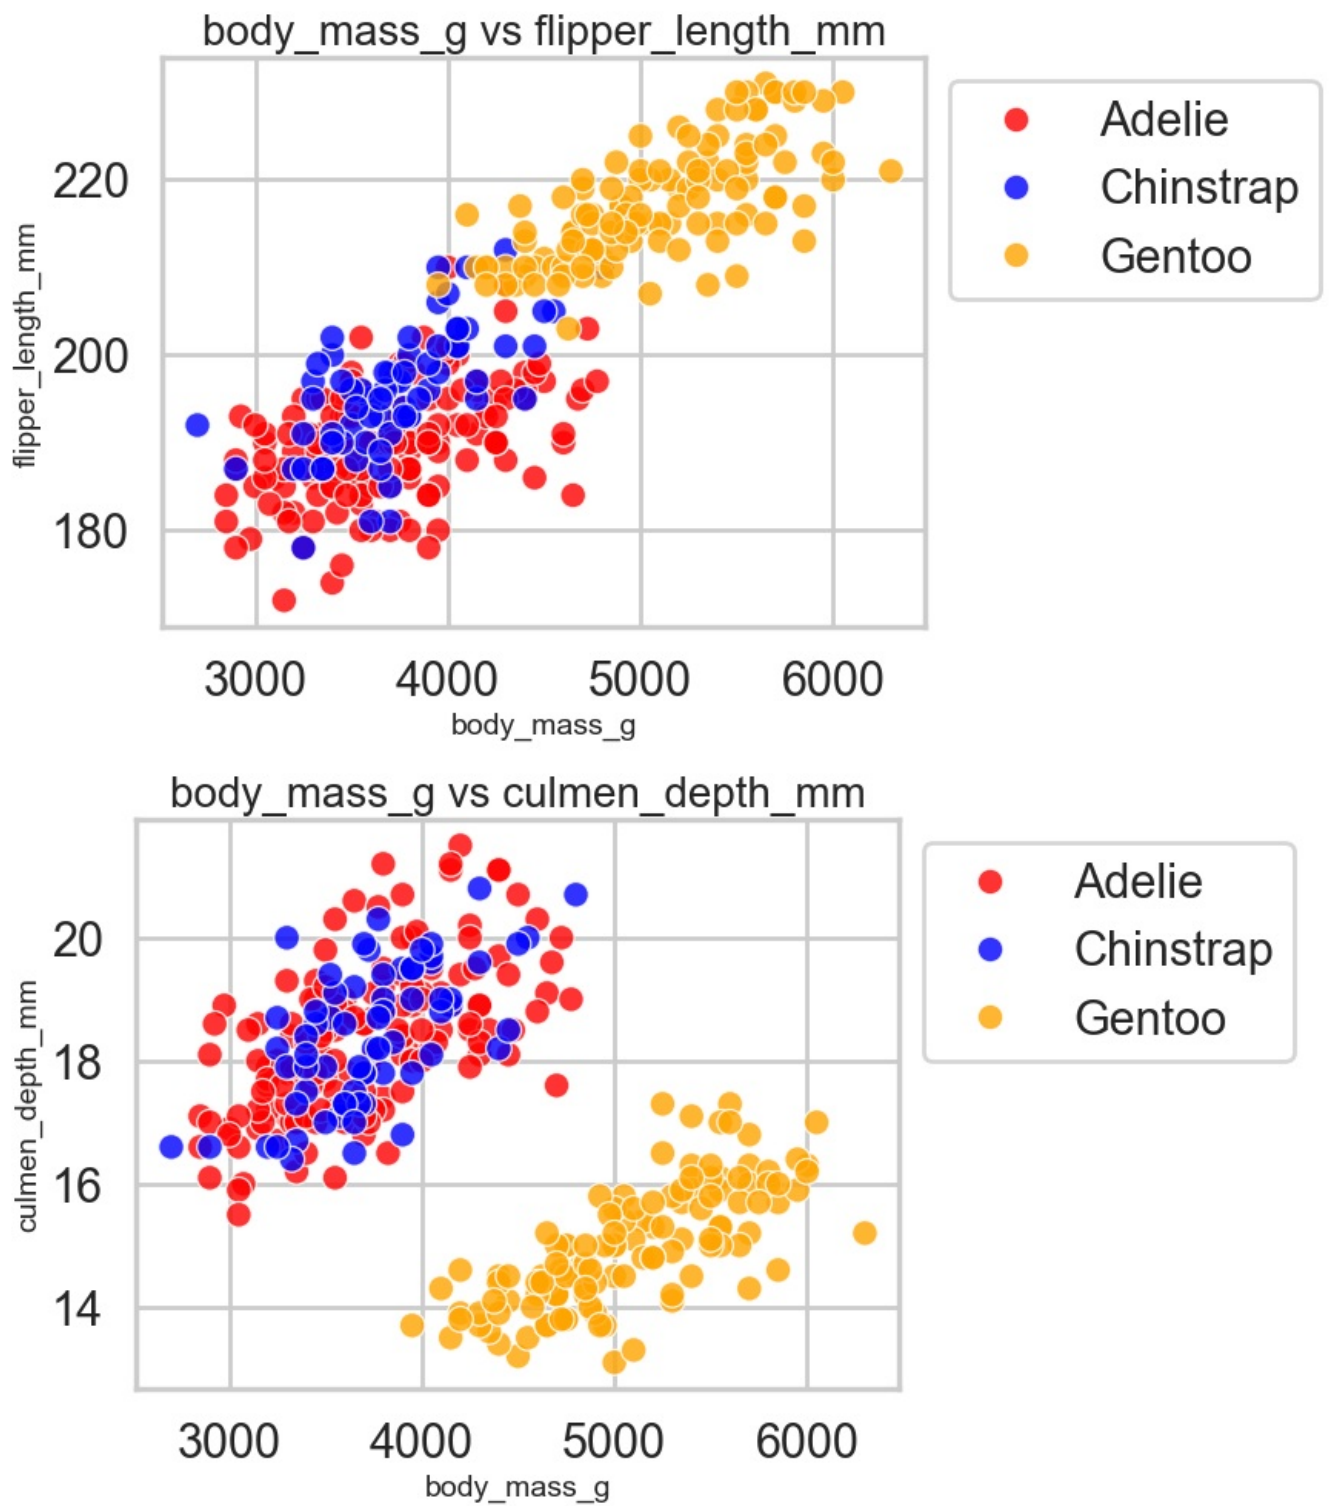 body_mass_g vs flipper_length_mm
Adelie
Chinstrap
Gentoo
flipper_length_mm
220
200
180
3000 4000 5000 6000
body_mass_g
body_mass_g vs culmen_depth_mm
Adelie
Chinstrap
Gentoo
culmen_depth_mm
20
18
16
14
3000 4000 5000 6000
body_mass_g